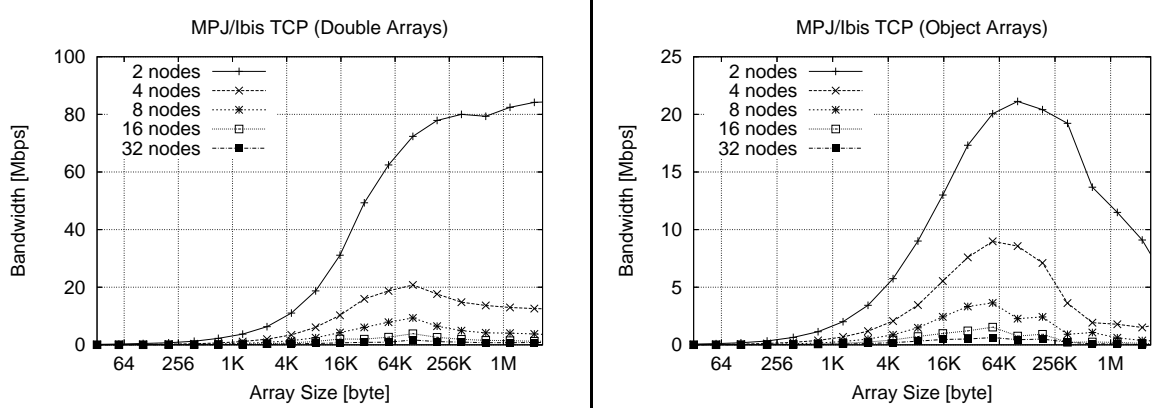 MPJ/Ibis TCP (Double Arrays)
100
80
60
40
20
0
Bandwidth [Mbps]
2 nodes
4 nodes
8 nodes
16 nodes
32 nodes
64 256 1K 4K 16K 64K 256K 1M
Array Size [byte]
MPJ/Ibis TCP (Object Arrays)
25
20
15
10
5
0
Bandwidth [Mbps]
2 nodes
4 nodes
8 nodes
16 nodes
32 nodes
64 256 1K 4K 16K 64K 256K 1M
Array Size [byte]